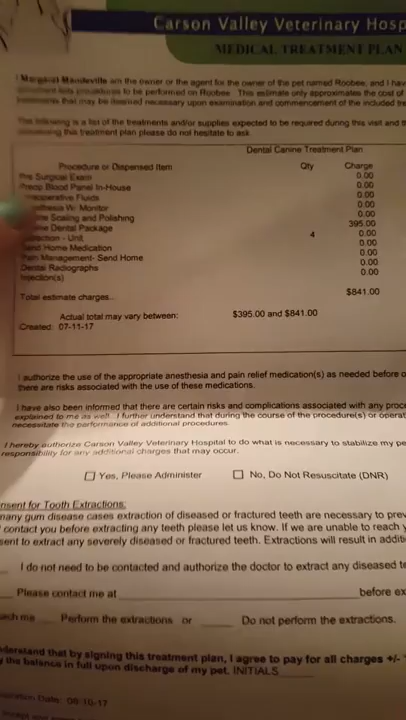 Carson Valley Veterinary Hosp
MEDICAL TREATMENT PLAN
I Margaret Mandeville am the owner or the agent for the owner of the pet named Roobee, and I hav
to be performed on Roobee. This estimate only approximates the cost of
treatments that may be deemed necessary upon examination and commencement of the included tre
The following is a list of the treatments and/or supplies expected to be required during this visit and t
this treatment plan please do not hesitate to ask.
Dental Canine Treatment Plan
Procedure or Dispensed Item Qty Charge
Pre Surgical Exam 0.00
Preop Blood Panel In-House 0.00
Fluids 0.00
W/ Monitor 0.00
Scaling and Polishing 0.00
Dental Package 395.00
- Unit 4 0.00
Home Medication 0.00
Pain Management- Send Home 0.00
Dental Radiographs 0.00
Injection(s) 0.00
Total estimate charges.. $841.00
Actual total may vary between: $395.00 and $841.00
Created: 07-11-17
I authorize the use of the appropriate anesthesia and pain relief medication(s) as needed before o
there are risks associated with the use of these medications.
I have also been informed that there are certain risks and complications associated with any proce
explained to me as well. I further understand that during the course of the procedure(s) or operat
necessitate the performance of additional procedures.
I hereby authorize Carson Valley Veterinary Hospital to do what is necessary to stabilize my pe
responsibility for any additional charges that may occur.
Yes, Please Administer No, Do Not Resuscitate (DNR)
nsent for Tooth Extractions:
many gum disease cases extraction of diseased or fractured teeth are necessary to prev
contact you before extracting any teeth please let us know. If we are unable to reach y
sent to extract any severely diseased or fractured teeth. Extractions will result in additi
I do not need to be contacted and authorize the doctor to extract any diseased te
Please contact me at before ex
each me Perform the extractions or Do not perform the extractions.
nderstand that by signing this treatment plan, I agree to pay for all charges +/-
y the balance in full upon discharge of my pet. INITIALS
Date: 08-10-17